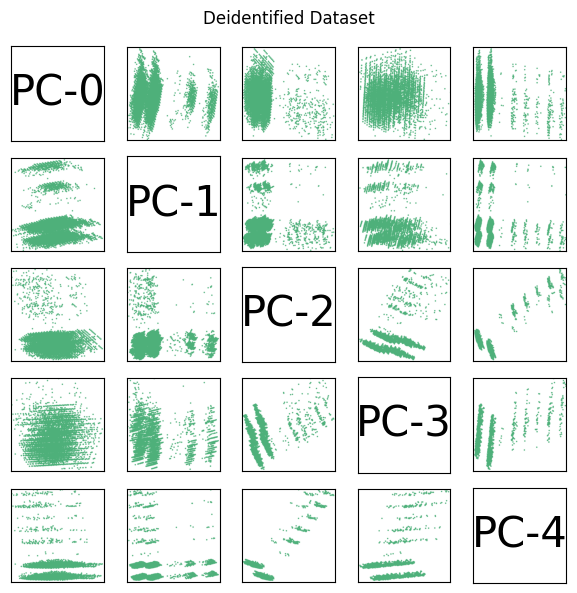 Deidentified Dataset
PC-0
PC-1
PC-2
PC-3
PC-4